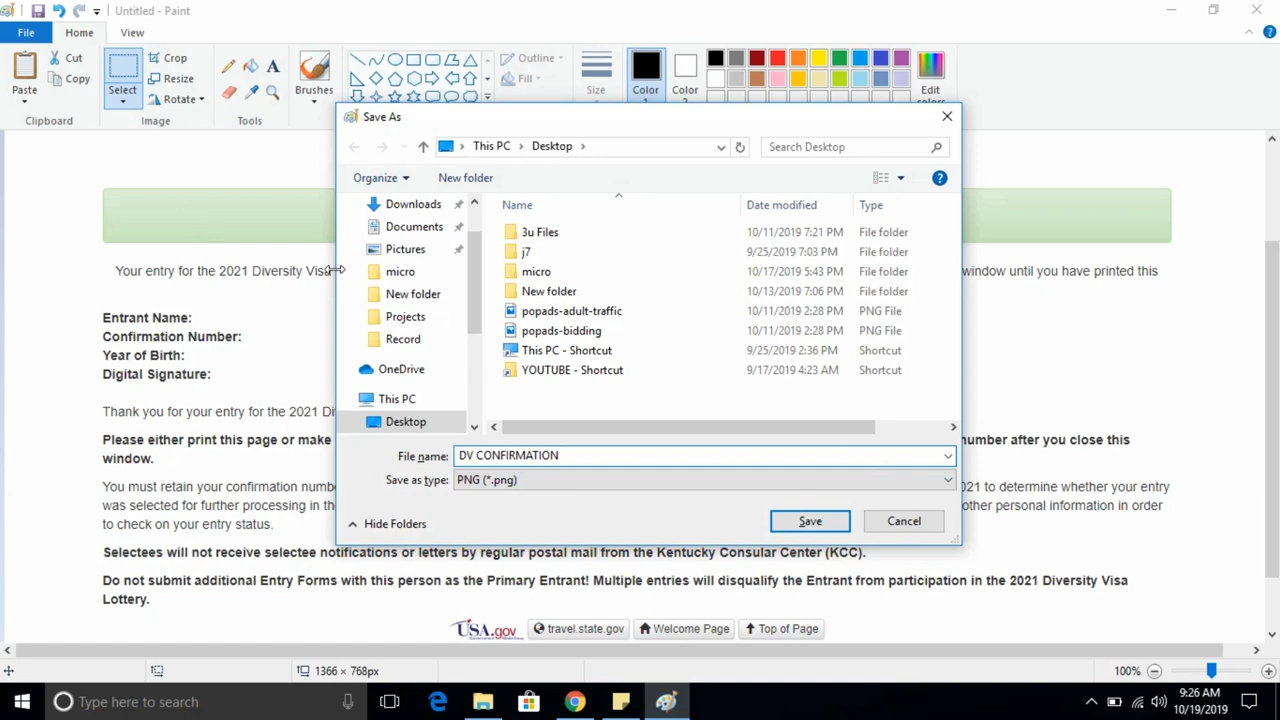 Untitled - Paint
File Home View
Paste Cut Copy Clipboard
Select Crop Resize Rotate Image
Tools
Brushes
Outline Fill
Size
Color 1 Color 2
Edit colors
Save As
This PC Desktop Search Desktop
Organize New folder
Downloads
Documents
Pictures
micro
New folder
Projects
Record
OneDrive
This PC
Desktop
Name Date modified Type
3u Files 10/11/2019 7:21 PM File folder
j7 9/25/2019 7:03 PM File folder
micro 10/17/2019 5:43 PM File folder
New folder 10/13/2019 7:06 PM File folder
popads-adult-traffic 10/11/2019 2:28 PM PNG File
popads-bidding 10/11/2019 2:28 PM PNG File
This PC - Shortcut 9/25/2019 2:36 PM Shortcut
YOUTUBE - Shortcut 9/17/2019 4:23 AM Shortcut
File name: DV CONFIRMATION
Save as type: PNG (*.png)
Hide Folders Save Cancel
Your entry for the 2021 Diversity Visa window until you have printed this
Entrant Name:
Confirmation Number:
Year of Birth:
Digital Signature:
Thank you for your entry for the 2021 Di
Please either print this page or make number after you close this
window.
You must retain your confirmation numb 21 to determine whether your entry
was selected for further processing in the other personal information in order
to check on your entry status.
Selectees will not receive selectee notifications or letters by regular postal mail from the Kentucky Consular Center (KCC).
Do not submit additional Entry Forms with this person as the Primary Entrant! Multiple entries will disqualify the Entrant from participation in the 2021 Diversity Visa
Lottery.
USA.gov travel.state.gov Welcome Page Top of Page
1366 × 768px 100%
Type here to search
9:26 AM
10/19/2019